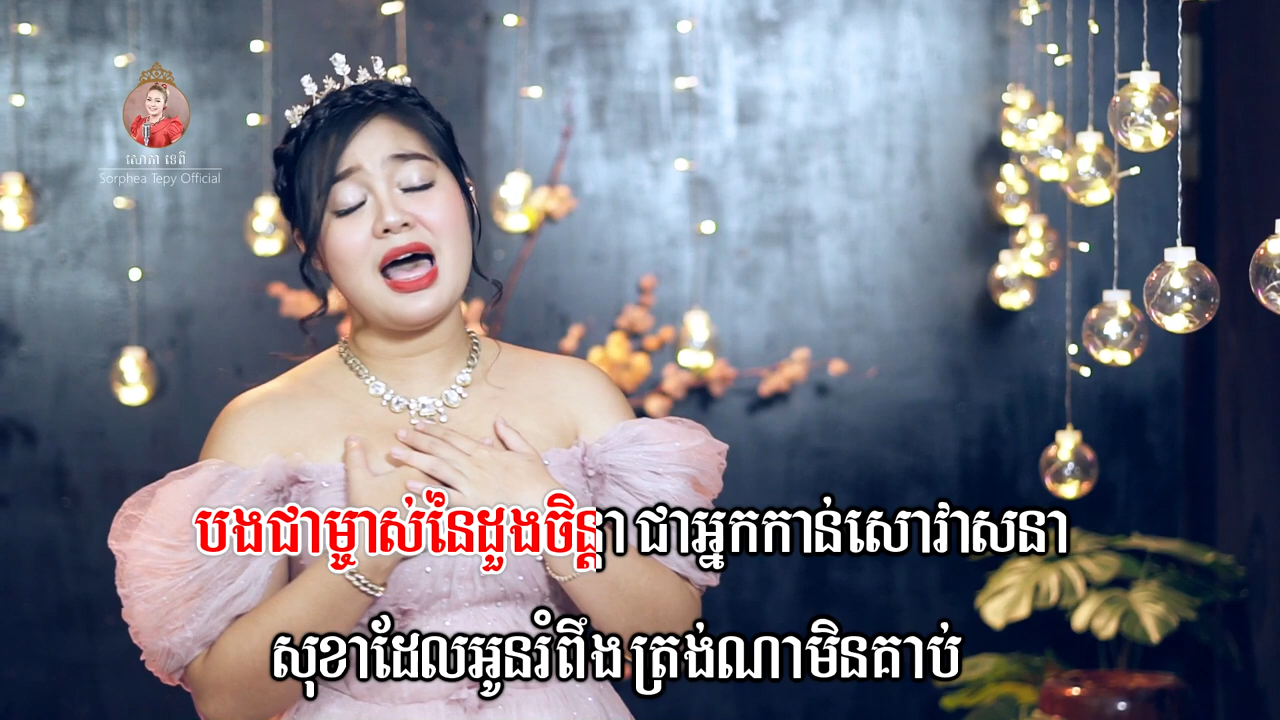 សោភា ទេពី
Sorphea Tepy Official
បងជាម្ចាស់នៃដួងចិន្តា ជាអ្នកកាន់សោវាសនា
សុខាដែលអូនរំពឹង ត្រង់ណាមិនគាប់